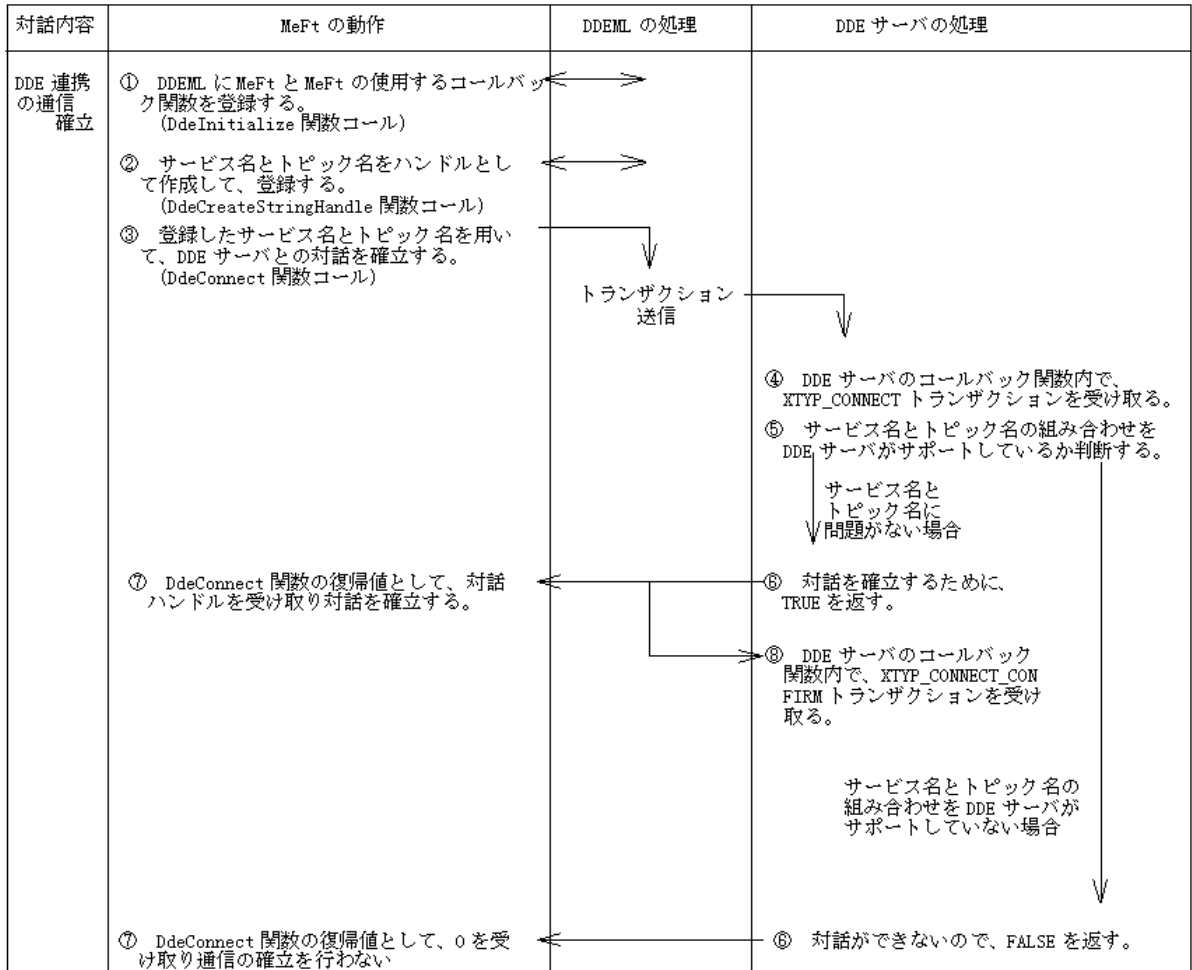 対話内容
MeFt の動作
DDEML の処理
DDE サーバの処理
DDE 連携
の通信
確立
① DDEML に MeFt と MeFt の使用するコールバッ
ク関数を登録する。
(DdeInitialize 関数コール)
② サービス名とトピック名をハンドルとし
て作成して、登録する。
(DdeCreateStringHandle 関数コール)
③ 登録したサービス名とトピック名を用い
て、DDE サーバとの対話を確立する。
(DdeConnect 関数コール)
トランザクション
送信
④ DDE サーバのコールバック関数内で、
XTYP_CONNECT トランザクションを受け取る。
⑤ サービス名とトピック名の組み合わせを
DDE サーバがサポートしているか判断する。
サービス名と
トピック名に
問題がない場合
⑦ DdeConnect 関数の復帰値として、対話
ハンドルを受け取り対話を確立する。
⑥ 対話を確立するために、
TRUE を返す。
⑧ DDE サーバのコールバック
関数内で、XTYP_CONNECT_CON
FIRM トランザクションを受け
取る。
サービス名とトピック名の
組み合わせを DDE サーバが
サポートしていない場合
⑦ DdeConnect 関数の復帰値として、0 を受
け取り通信の確立を行わない
⑥ 対話ができないので、FALSE を返す。